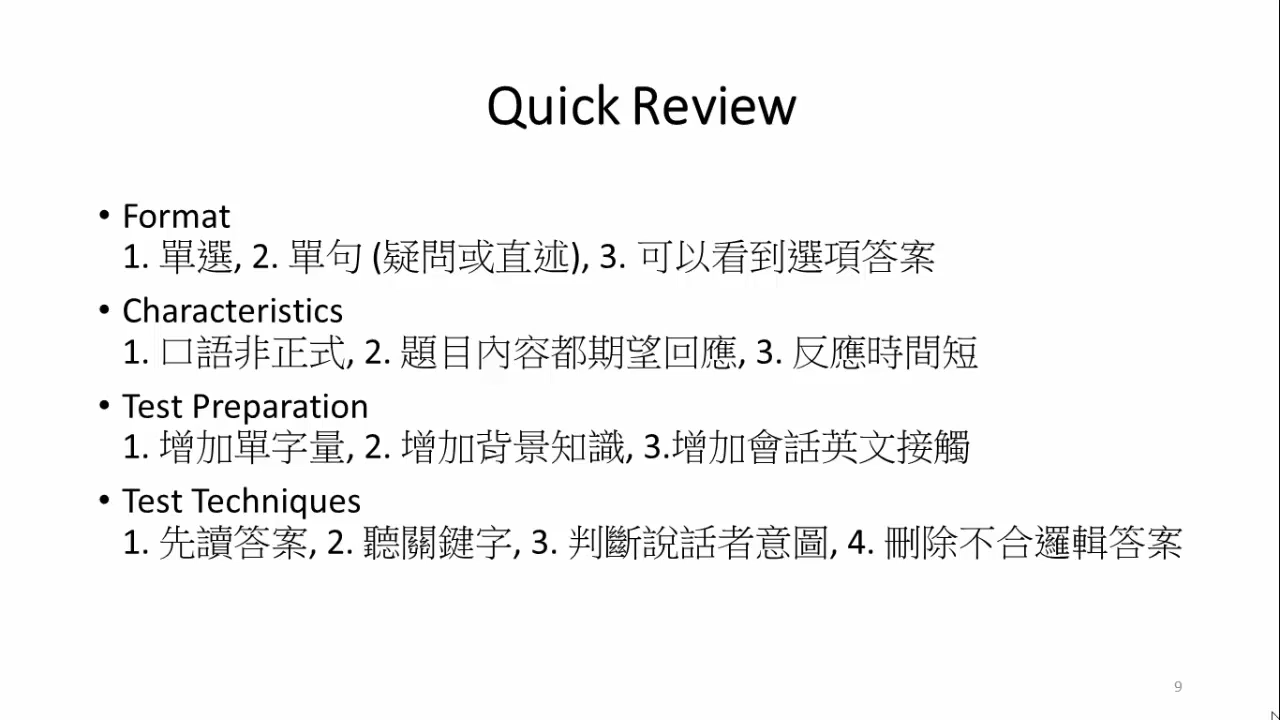 Quick Review
• Format
1. 單選, 2. 單句 (疑問或直述), 3. 可以看到選項答案
• Characteristics
1. 口語非正式, 2. 題目內容都期望回應, 3. 反應時間短
• Test Preparation
1. 增加單字量, 2. 增加背景知識, 3.增加會話英文接觸
• Test Techniques
1. 先讀答案, 2. 聽關鍵字, 3. 判斷說話者意圖, 4. 刪除不合邏輯答案
9